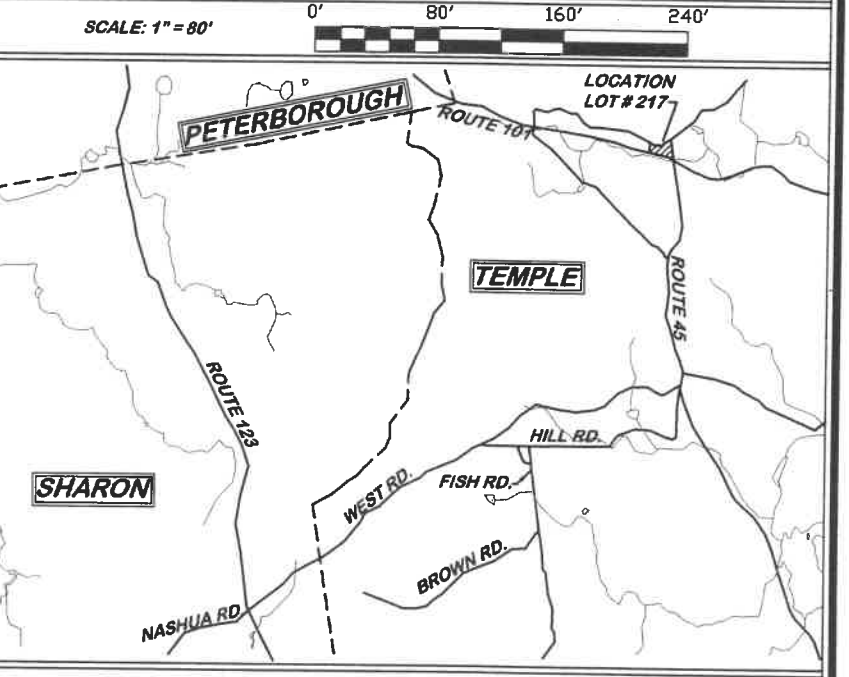 SCALE: 1" = 80'
0' 80' 160' 240'
LOCATION
LOT # 217
PETERBOROUGH
ROUTE 101
TEMPLE
ROUTE 45
ROUTE 123
HILL RD.
SHARON
WEST RD.
FISH RD.
BROWN RD.
NASHUA RD